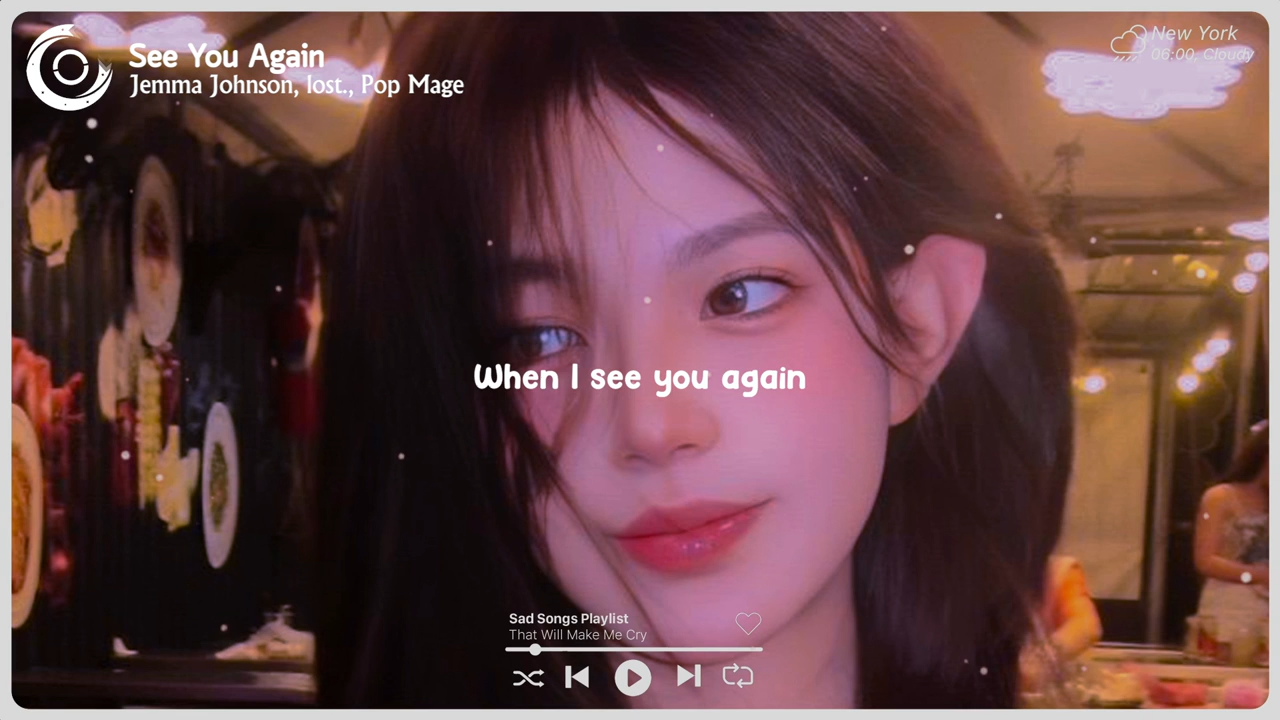 See You Again
Jemma Johnson, lost., Pop Mage
New York
06:00, Cloudy
When I see you again
Sad Songs Playlist
That Will Make Me Cry